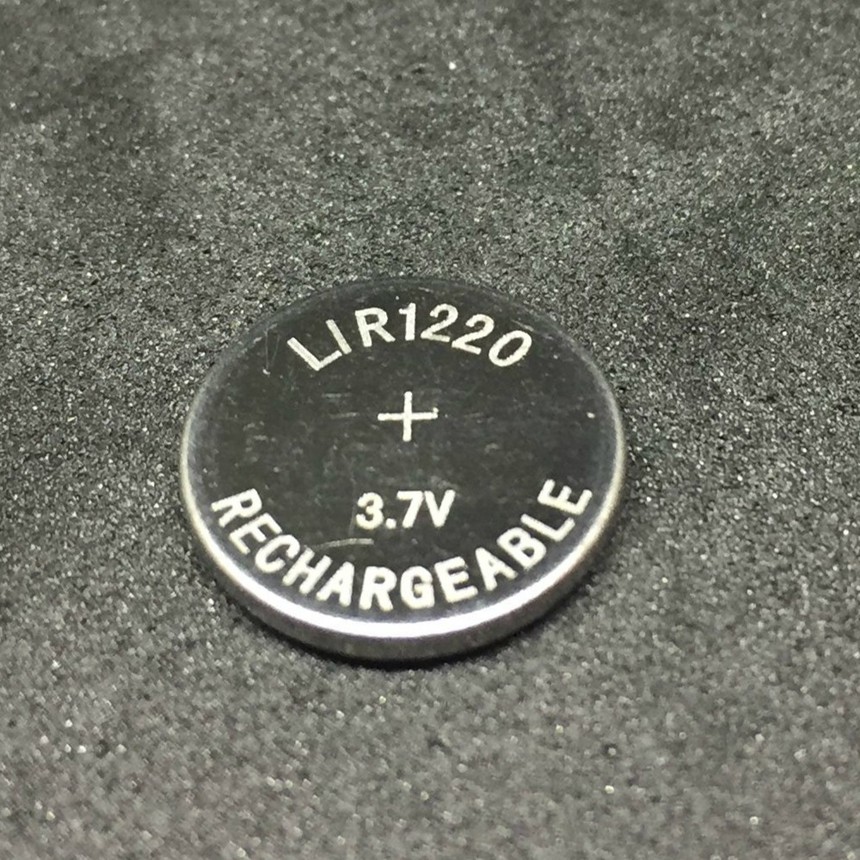 LIR1220
+
3.7V
RECHARGEABLE